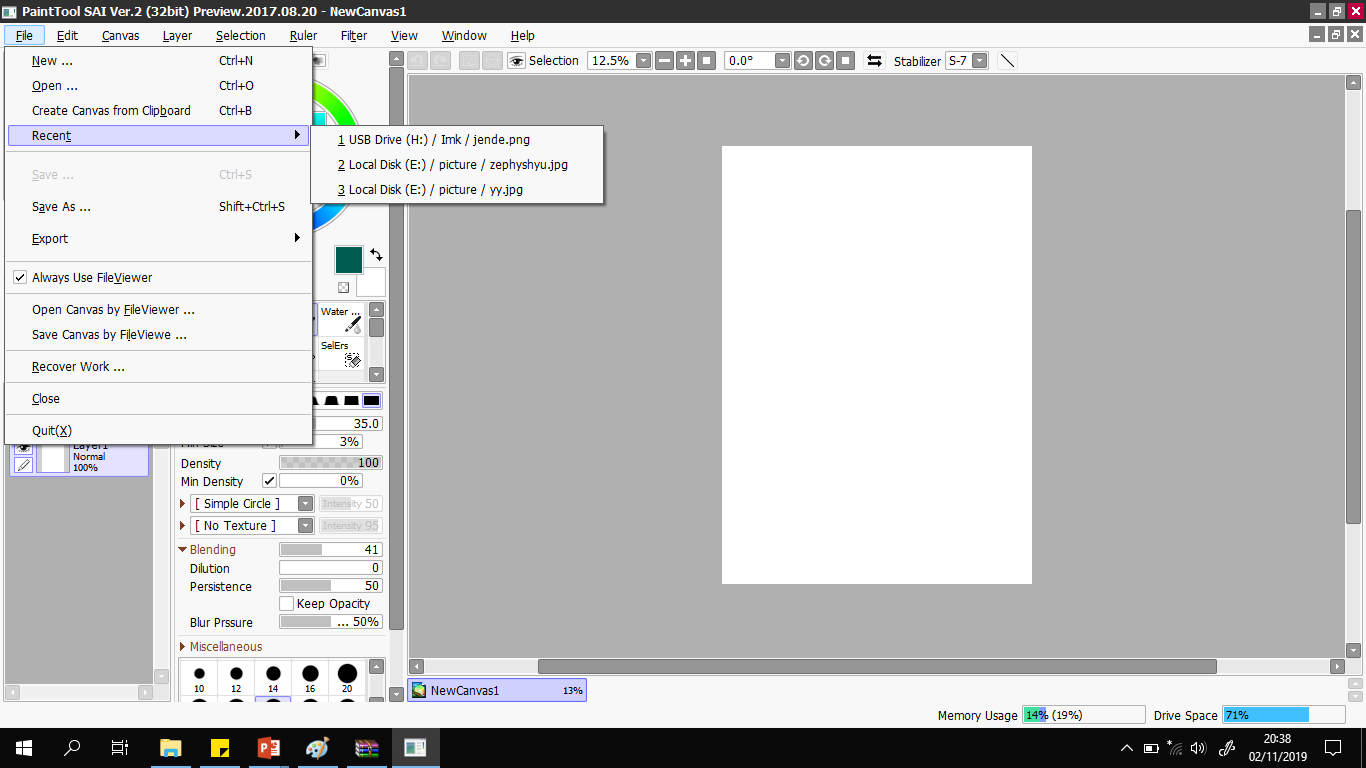 PaintTool SAI Ver.2 (32bit) Preview.2017.08.20 - NewCanvas1
File Edit Canvas Layer Selection Ruler Filter View Window Help
New ... Ctrl+N
Open ... Ctrl+O
Create Canvas from Clipboard Ctrl+B
Recent
Save ... Ctrl+S
Save As ... Shift+Ctrl+S
Export
Always Use FileViewer
Open Canvas by FileViewer ...
Save Canvas by FileViewe ...
Recover Work ...
Close
Quit(X)
1 USB Drive (H:) / Imk / jende.png
2 Local Disk (E:) / picture / zephyshyu.jpg
3 Local Disk (E:) / picture / yy.jpg
Selection 12.5% 0.0° Stabilizer S-7
Water ...
SelErs
35.0
3%
Layer1
Normal
100%
Density 100
Min Density 0%
[ Simple Circle ] Intensity 50
[ No Texture ] Intensity 95
Blending 41
Dilution 0
Persistence 50
Keep Opacity
Blur Prssure ... 50%
Miscellaneous
10 12 14 16 20
NewCanvas1 13%
Memory Usage 14% (19%) Drive Space 71%
20:38
02/11/2019